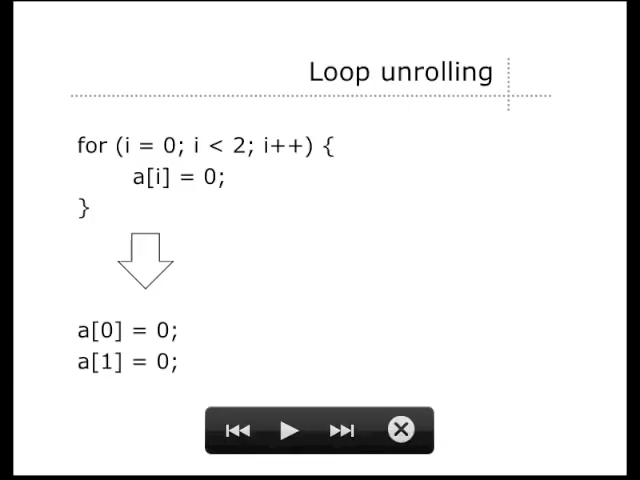 Loop unrolling
for (i = 0; i < 2; i++) {
a[i] = 0;
}
a[0] = 0;
a[1] = 0;